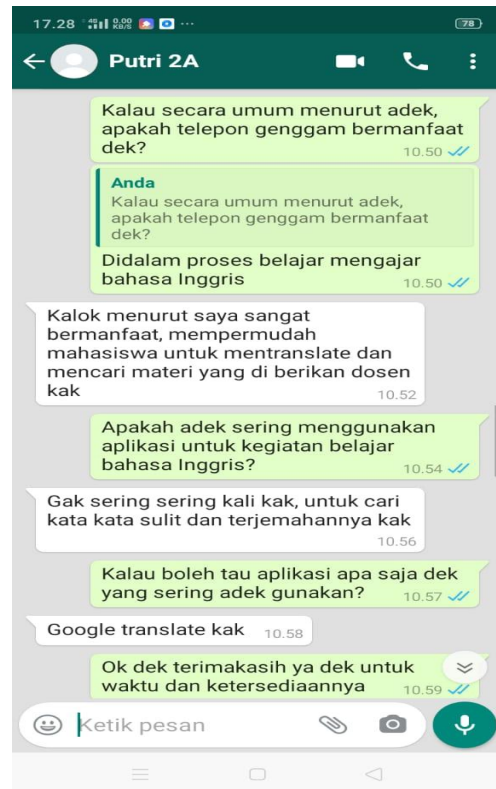 17.28 4G 0,00 KB/S ... 78
Putri 2A
Kalau secara umum menurut adek,
apakah telepon genggam bermanfaat
dek?
10.50
Anda
Kalau secara umum menurut adek,
apakah telepon genggam bermanfaat
dek?
Didalam proses belajar mengajar
bahasa Inggris
10.50
Kalok menurut saya sangat
bermanfaat, mempermudah
mahasiswa untuk mentranslate dan
mencari materi yang di berikan dosen
kak
10.52
Apakah adek sering menggunakan
aplikasi untuk kegiatan belajar
bahasa Inggris?
10.54
Gak sering sering kali kak, untuk cari
kata kata sulit dan terjemahannya kak
10.56
Kalau boleh tau aplikasi apa saja dek
yang sering adek gunakan?
10.57
Google translate kak 10.58
Ok dek terimakasih ya dek untuk
waktu dan ketersediaannya
10.59
Ketik pesan